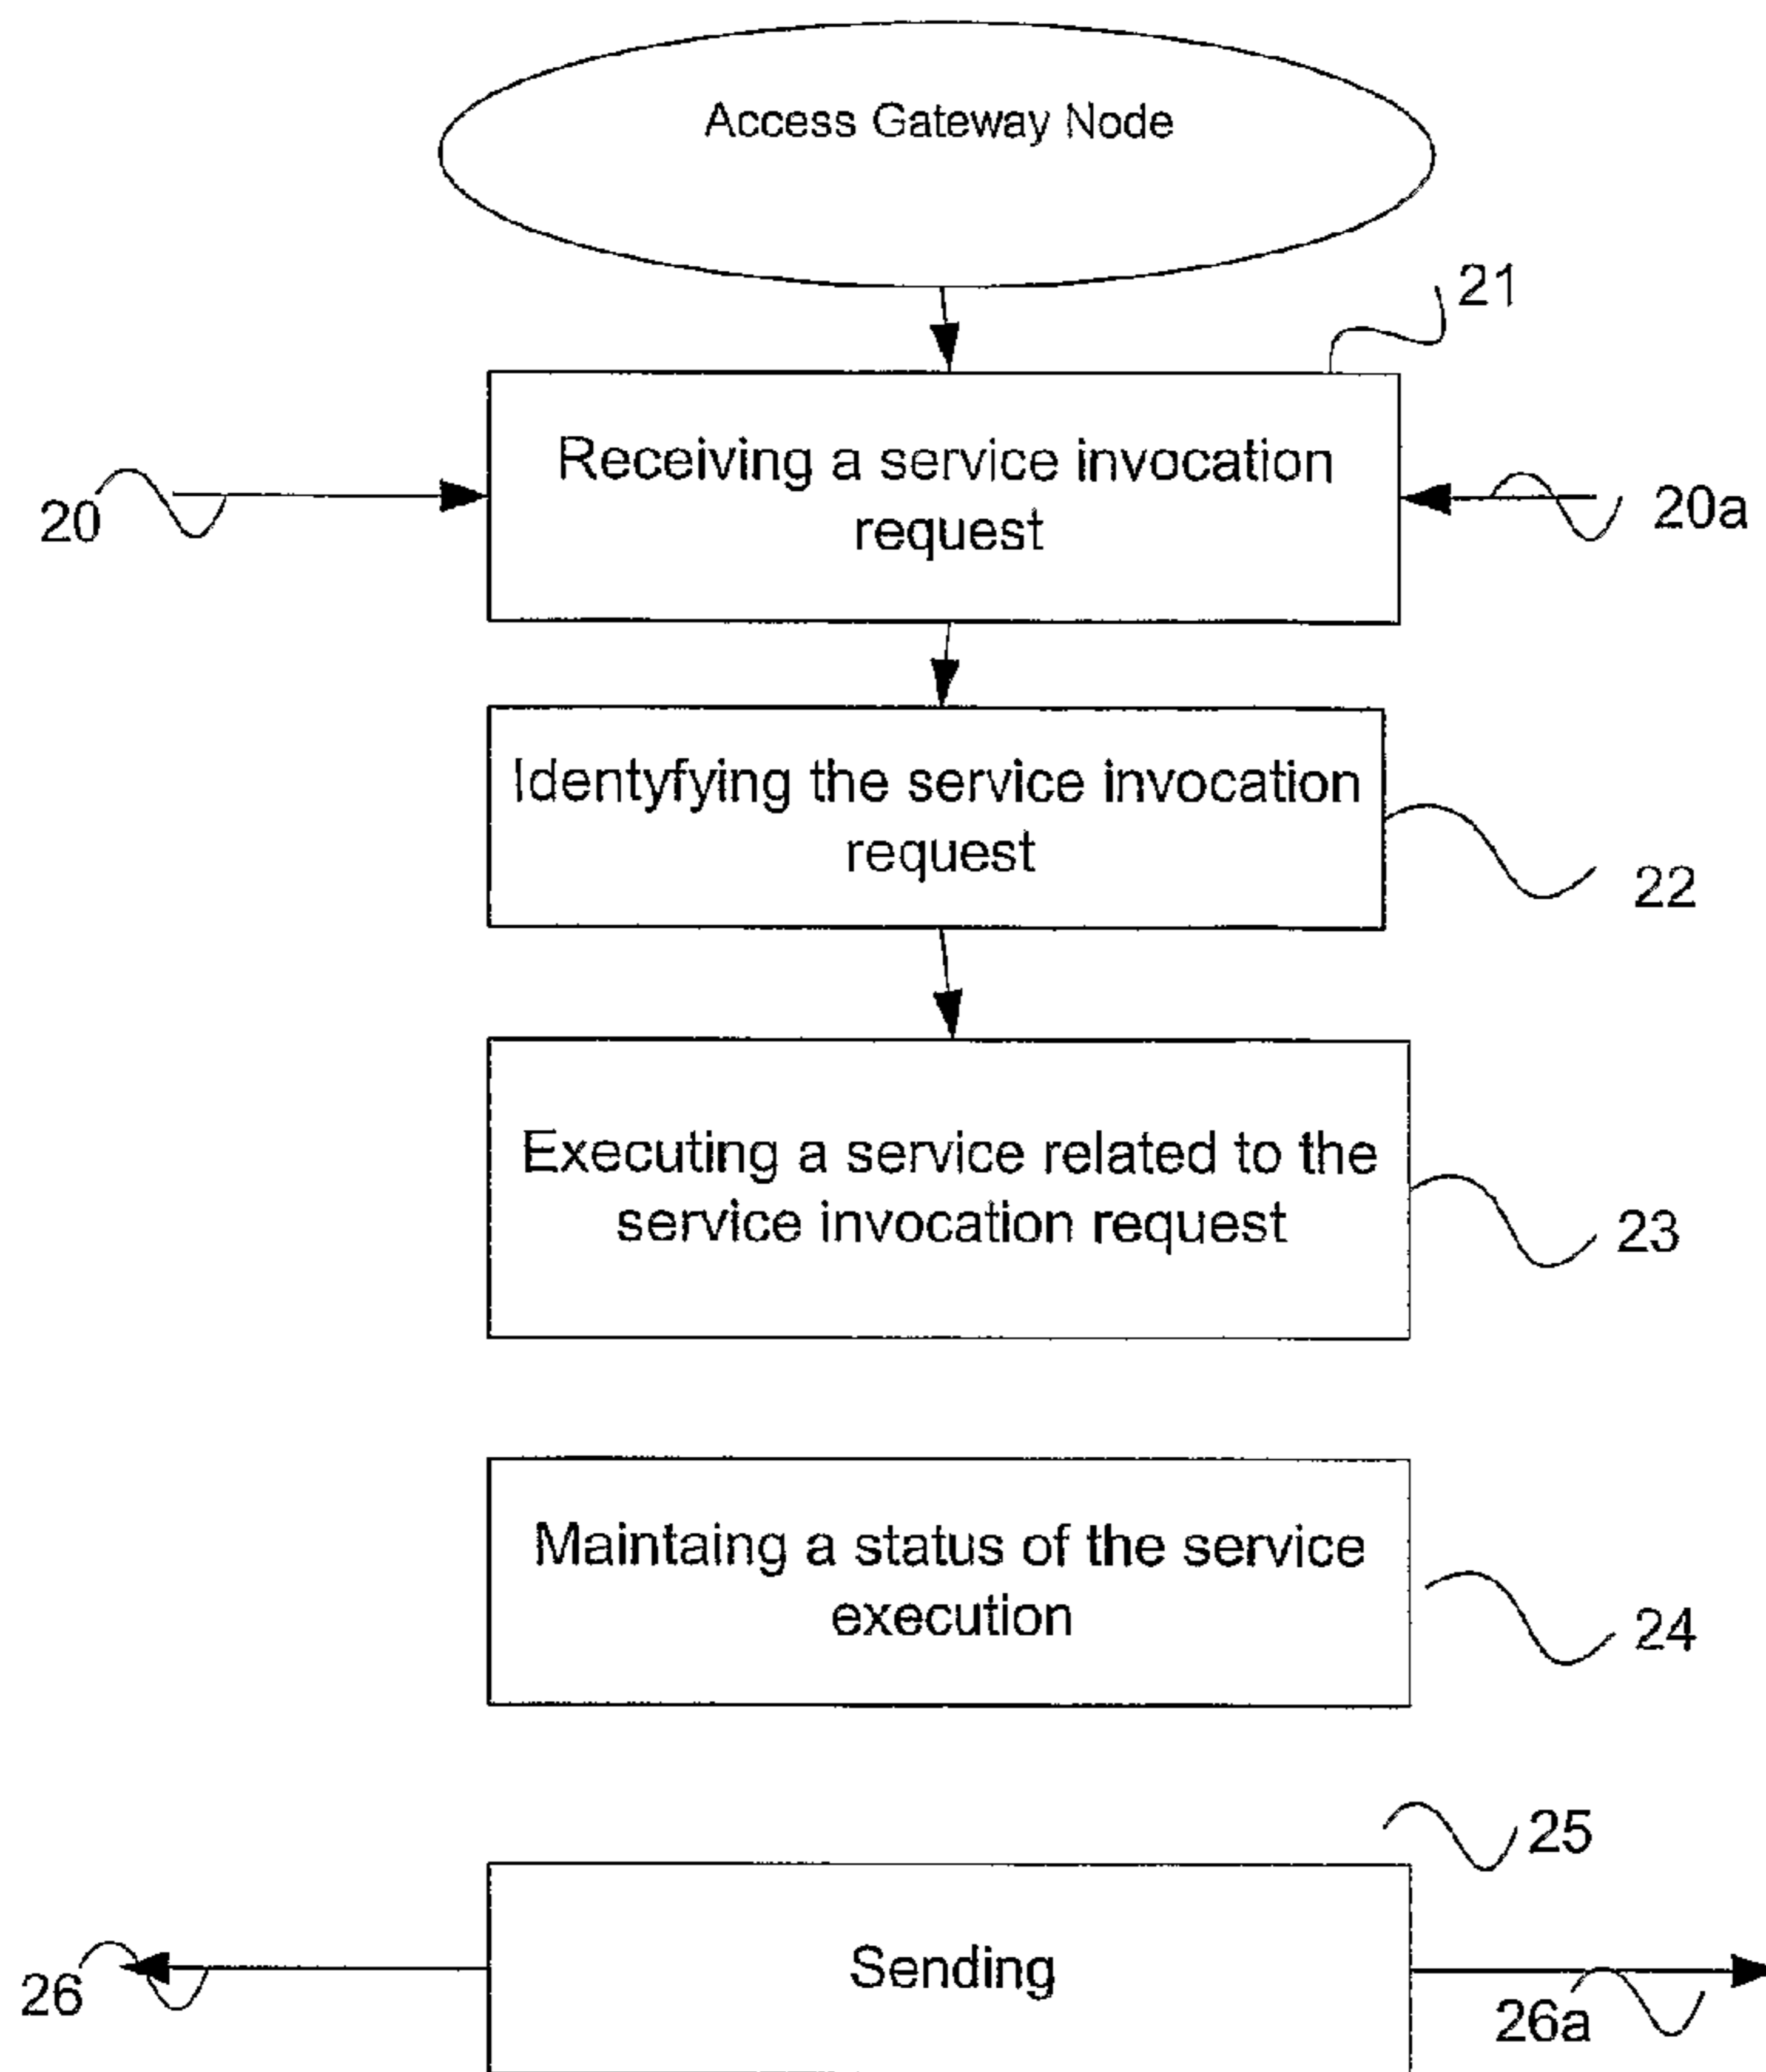 Access Gateway Node
21
Receiving a service invocation
request
20
20a
Identyfying the service invocation
request
22
Executing a service related to the
service invocation request
23
Maintaing a status of the service
execution
24
25
Sending
26
26a